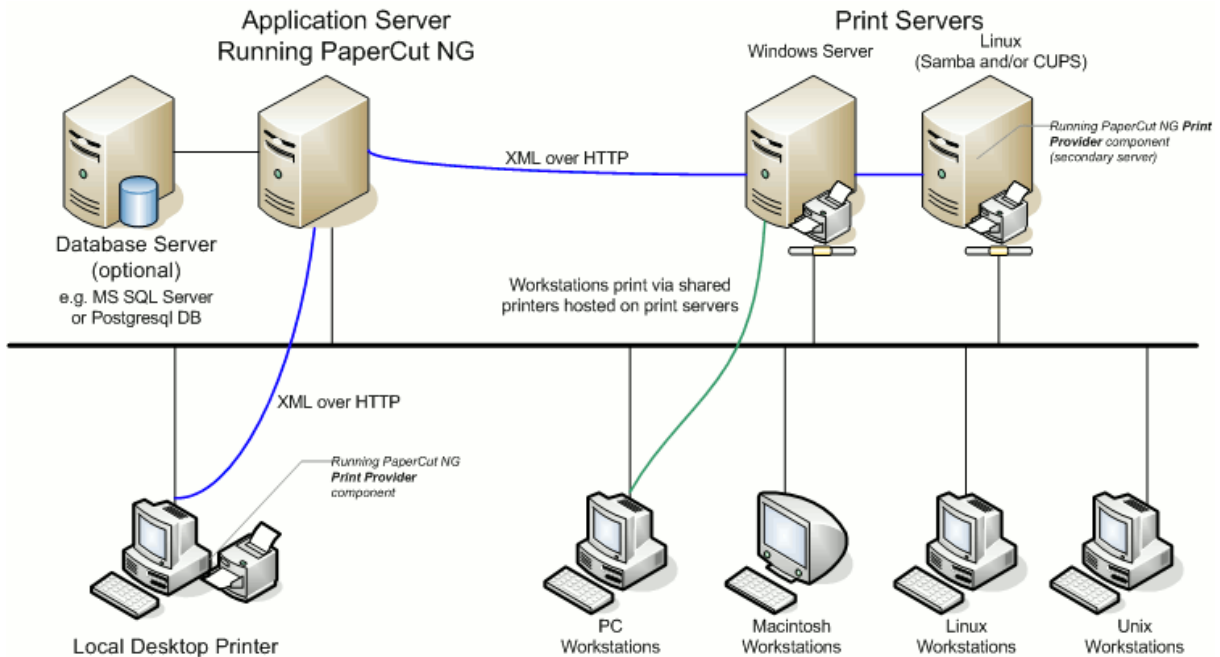 Application Server
Running PaperCut NG
Print Servers
Windows Server
Linux
(Samba and/or CUPS)
Running PaperCut NG Print
Provider component
(secondary server)
XML over HTTP
Database Server
(optional)
e.g. MS SQL Server
or Postgresql DB
Workstations print via shared
printers hosted on print servers
XML over HTTP
Running PaperCut NG
Print Provider
component
Local Desktop Printer
PC
Workstations
Macintosh
Workstations
Linux
Workstations
Unix
Workstations